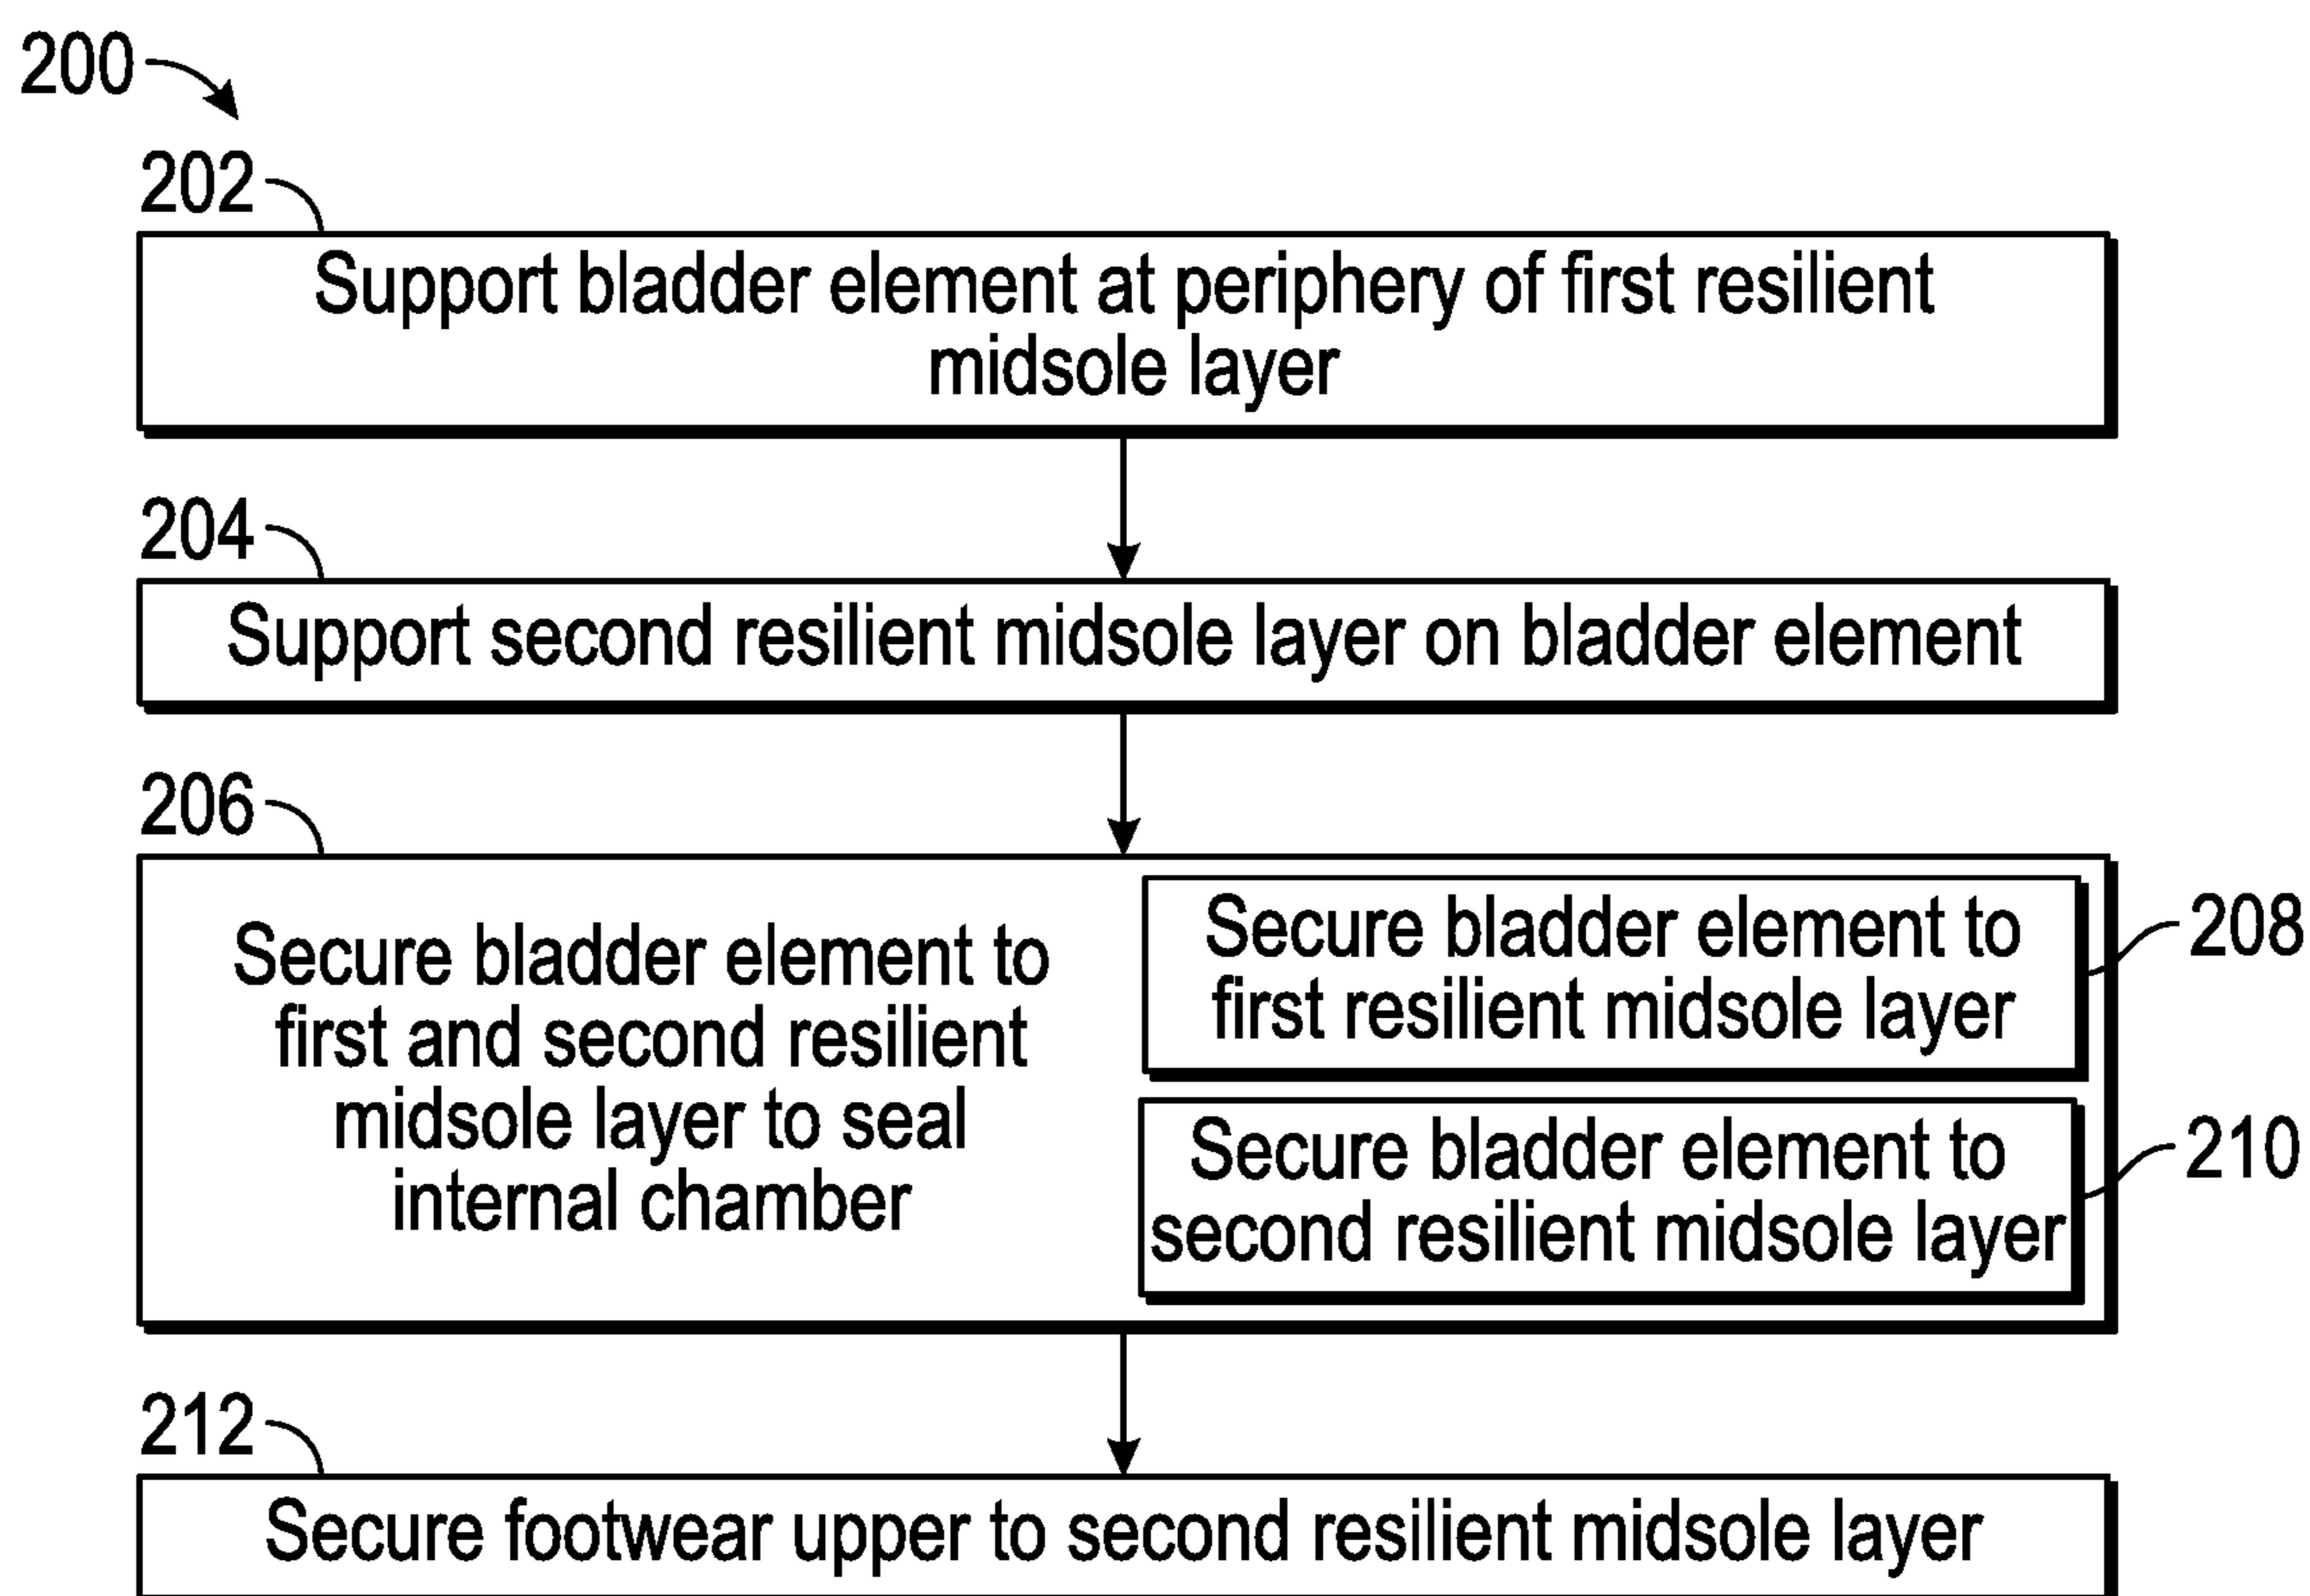 200
202
Support bladder element at periphery of first resilient
midsole layer
204
Support second resilient midsole layer on bladder element
206
Secure bladder element to
first and second resilient
midsole layer to seal
internal chamber
Secure bladder element to
first resilient midsole layer
208
Secure bladder element to
second resilient midsole layer
210
212
Secure footwear upper to second resilient midsole layer